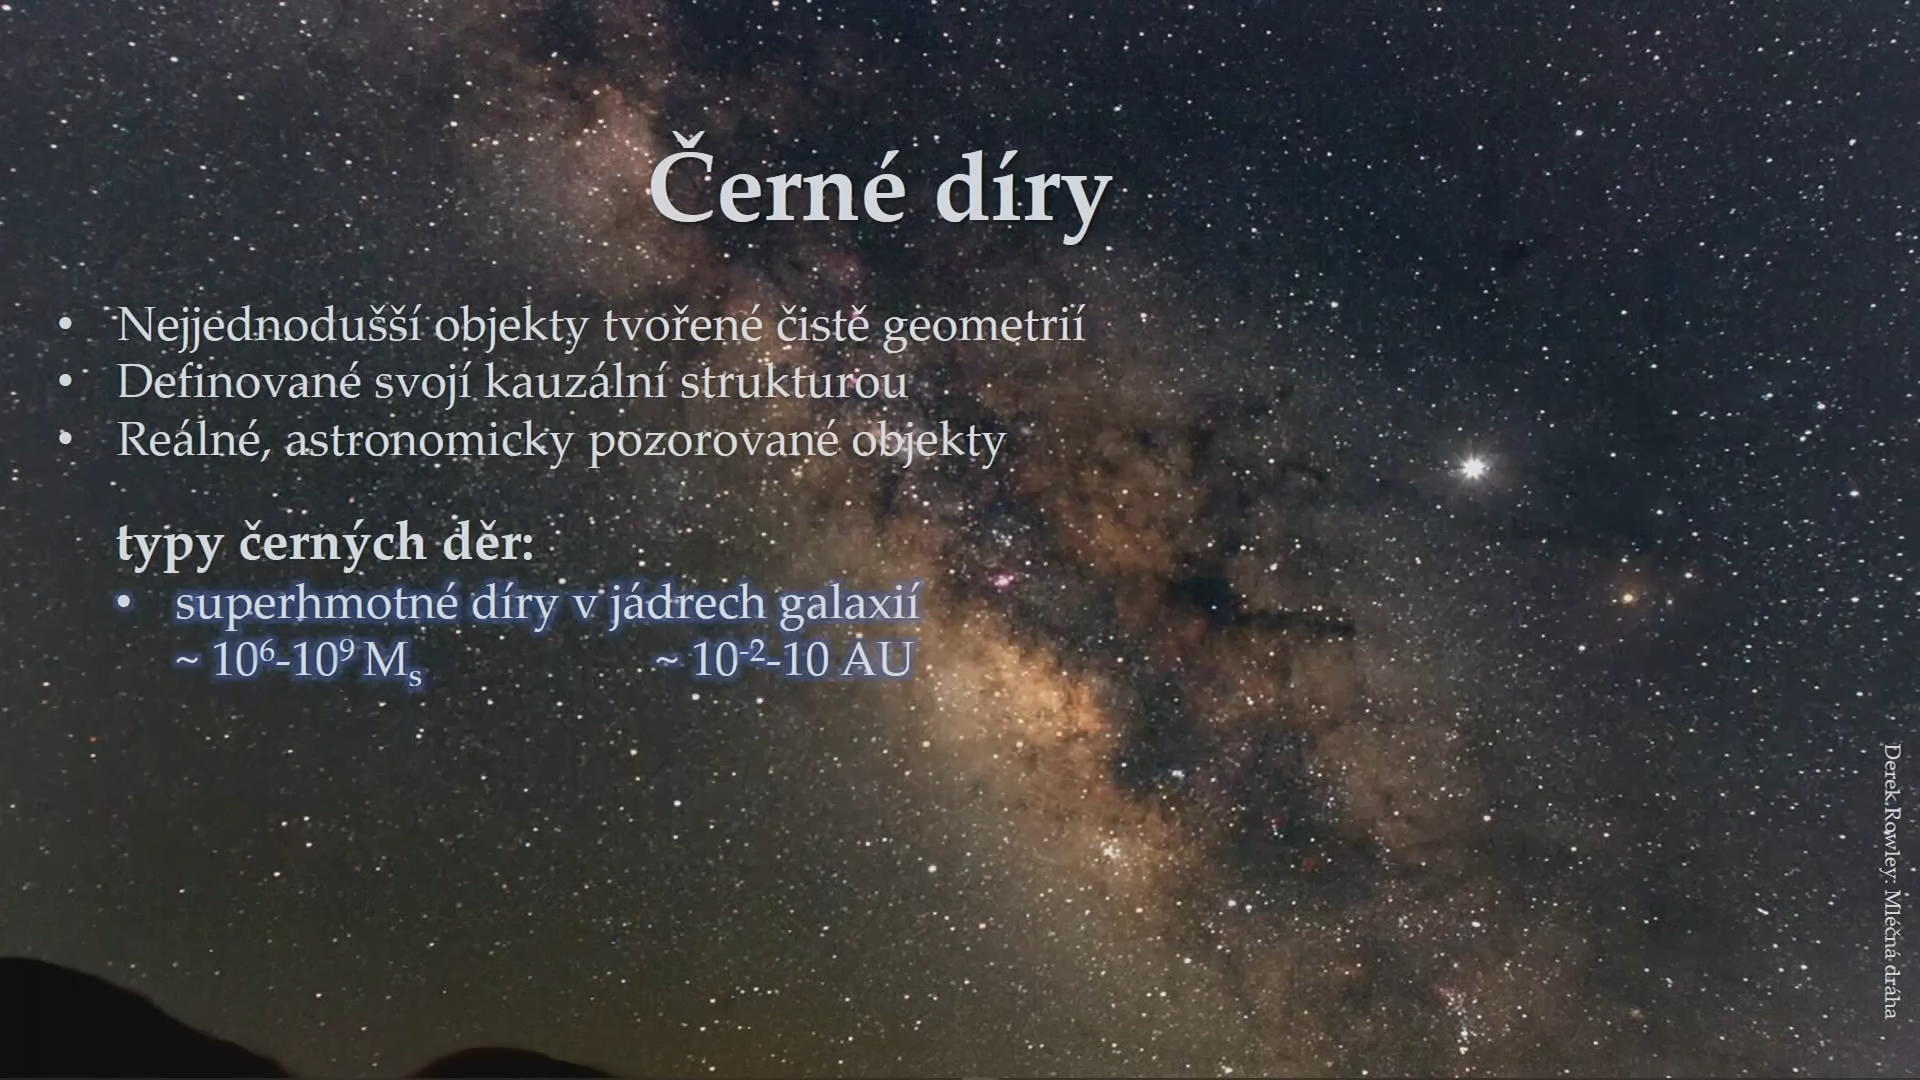 Černé díry
• Nejjednodušší objekty tvořené čistě geometrií
• Definované svojí kauzální strukturou
• Reálné, astronomicky pozorované objekty
typy černých děr:
• superhmotné díry v jádrech galaxií
~ 10⁶-10⁹ Mₛ ~ 10⁻²-10 AU
Derek Rowley: Mléčná dráha